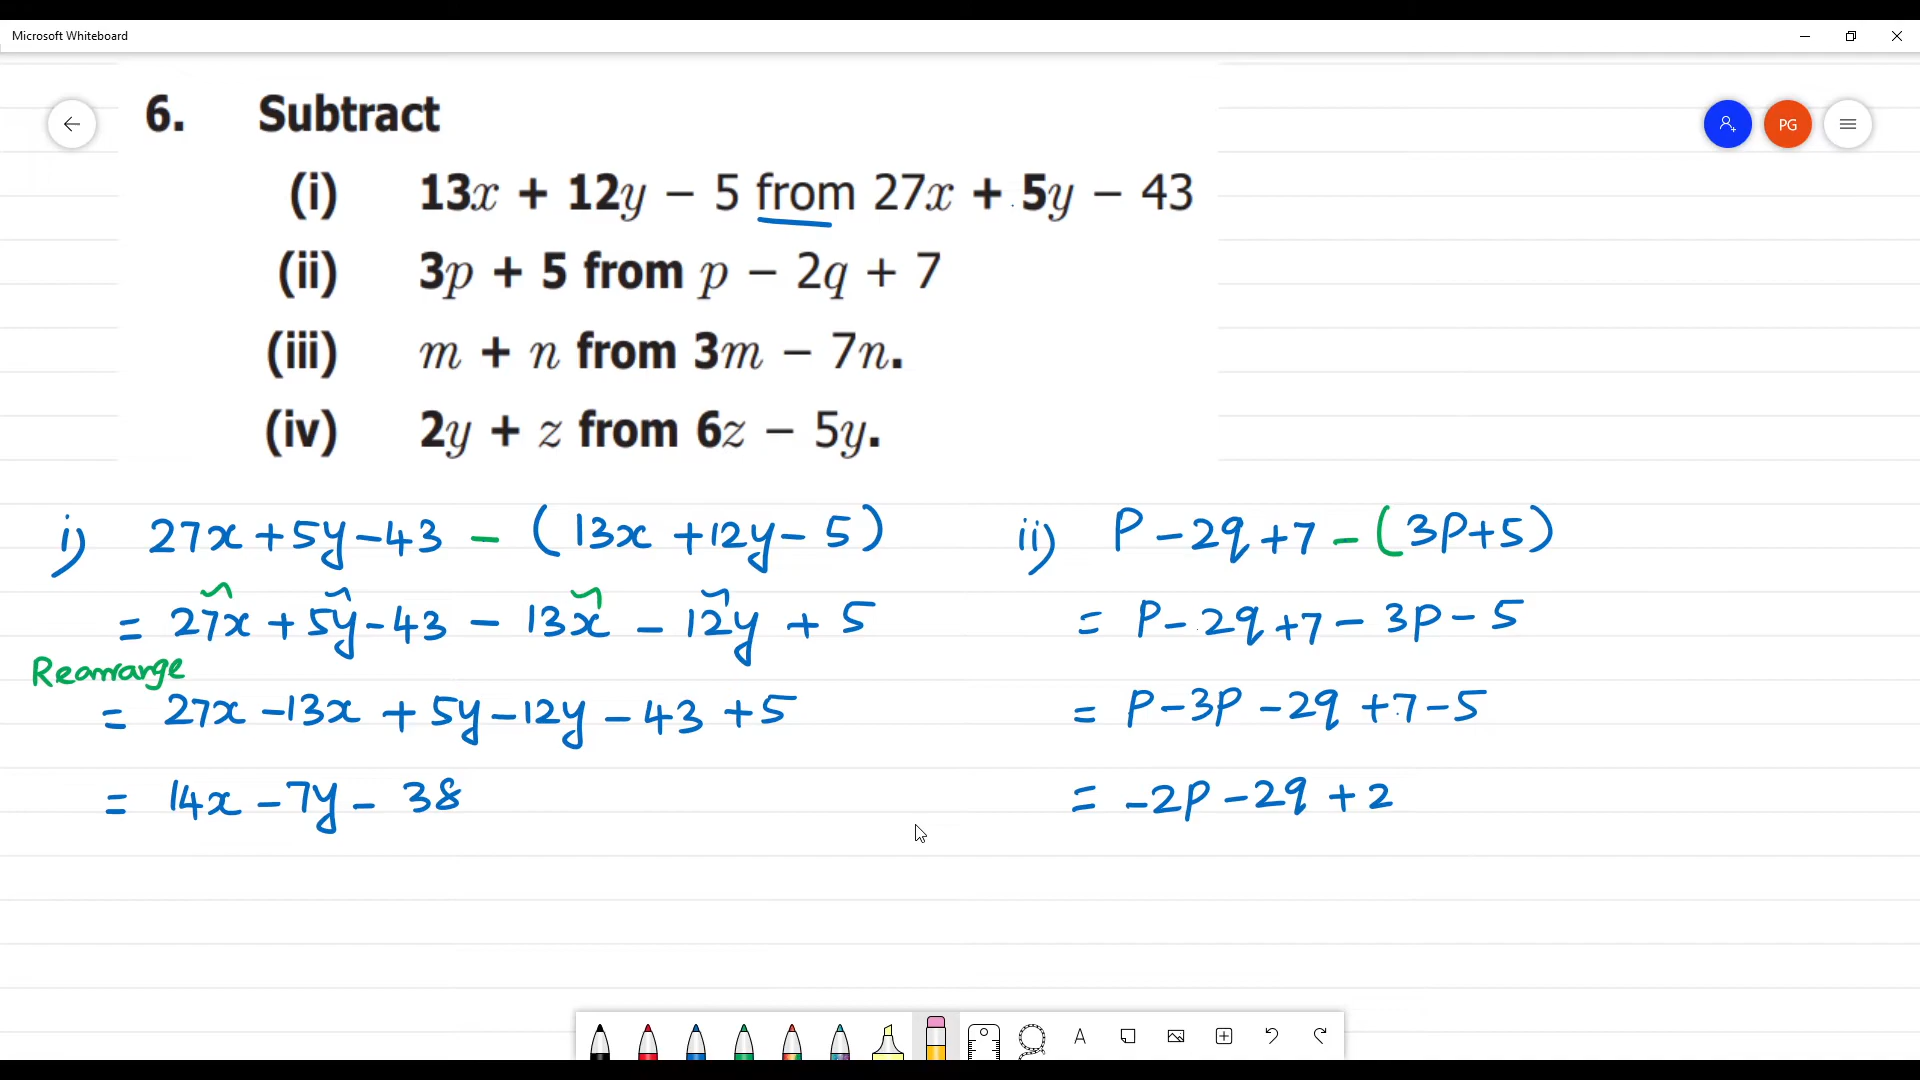 Microsoft Whiteboard
6. Subtract
PG
(i) 13x + 12y − 5 from 27x + 5y − 43
(ii) 3p + 5 from p − 2q + 7
(iii) m + n from 3m − 7n.
(iv) 2y + z from 6z − 5y.
i) 27x + 5y - 43 - (13x + 12y - 5)
= 27x + 5y - 43 - 13x - 12y + 5
Rearrange
= 27x - 13x + 5y - 12y - 43 + 5
= 14x - 7y - 38
ii) P - 2q + 7 - (3P + 5)
= P - 2q + 7 - 3P - 5
= P - 3P - 2q + 7 - 5
= -2P - 2q + 2
A